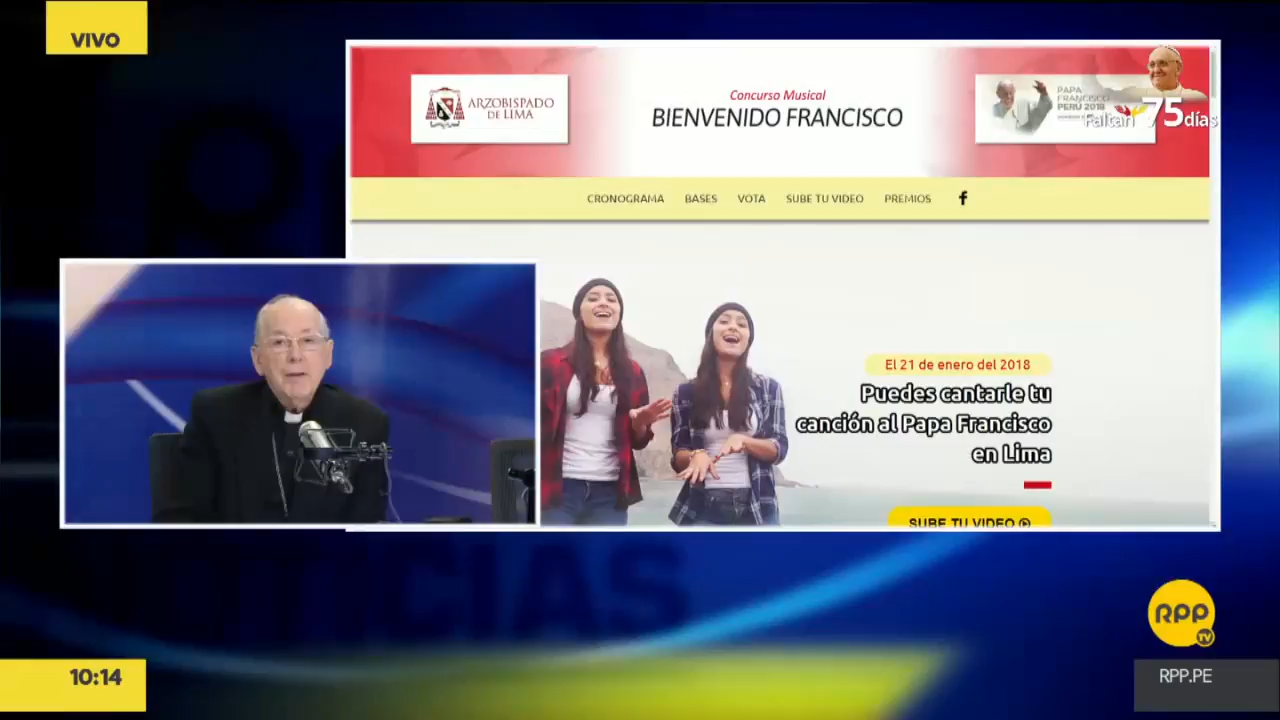 VIVO
ARZOBISPADO
DE LIMA
Concurso Musical
BIENVENIDO FRANCISCO
PAPA
FRANCISCO
PERÚ 2018
Faltan 75 días
CRONOGRAMA BASES VOTA SUBE TU VIDEO PREMIOS f
El 21 de enero del 2018
Puedes cantarle tu
canción al Papa Francisco
en Lima
SUBE TU VIDEO
RPP
TV
10:14
RPP.PE